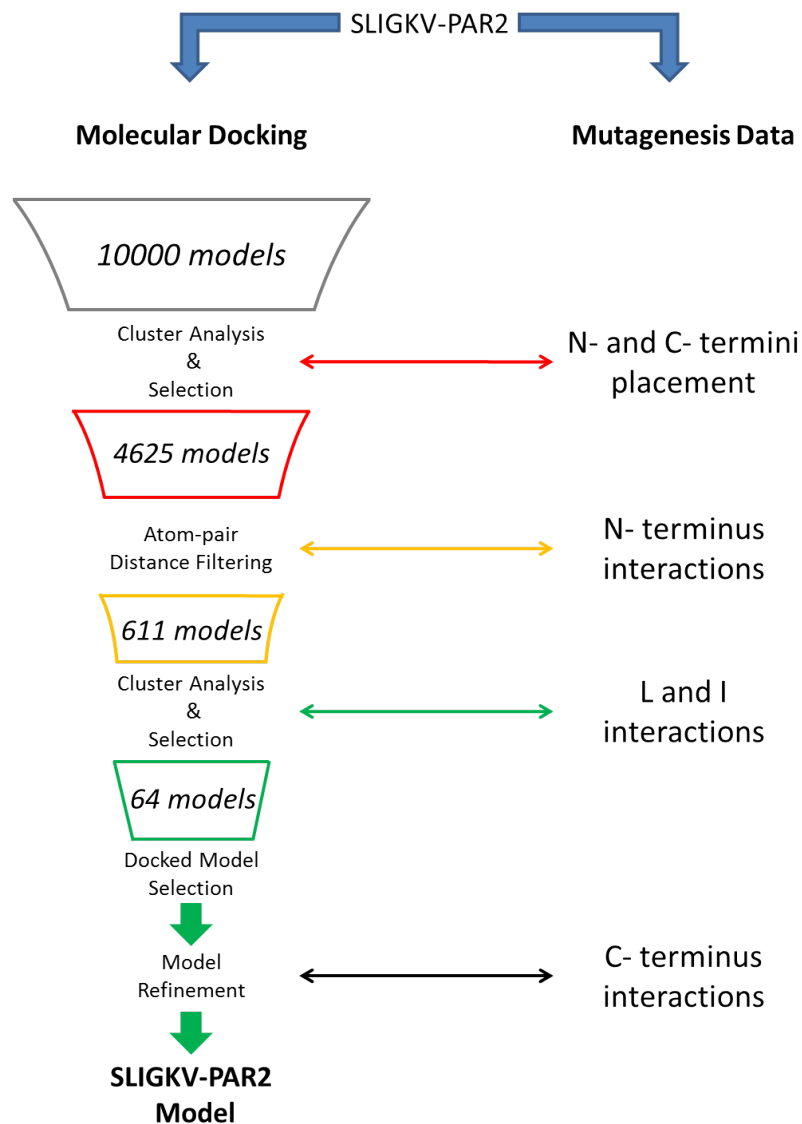 SLIGKV-PAR2
Molecular Docking
Mutagenesis Data
10000 models
Cluster Analysis
&
Selection
N- and C- termini
placement
4625 models
Atom-pair
Distance Filtering
N- terminus
interactions
611 models
Cluster Analysis
&
Selection
L and I
interactions
64 models
Docked Model
Selection
Model
Refinement
C- terminus
interactions
SLIGKV-PAR2
Model